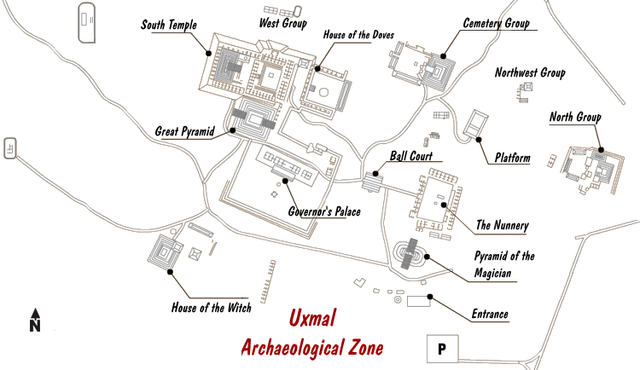 South Temple
West Group
House of the Doves
Cemetery Group
Northwest Group
North Group
Great Pyramid
Ball Court
Platform
Governor's Palace
The Nunnery
Pyramid of the
Magician
House of the Witch
Entrance
N
Uxmal
Archaeological Zone
P